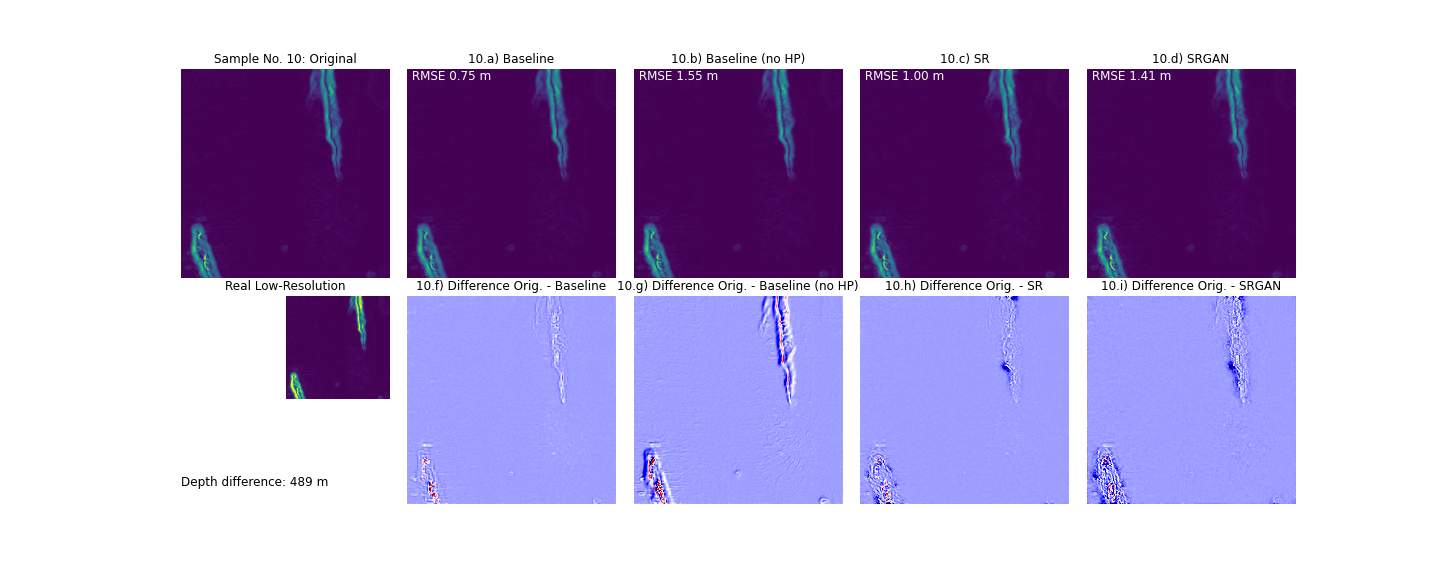 Sample No. 10: Original
10.a) Baseline
10.b) Baseline (no HP)
10.c) SR
10.d) SRGAN
RMSE 0.75 m
RMSE 1.55 m
RMSE 1.00 m
RMSE 1.41 m
Real Low-Resolution
10.f) Difference Orig. - Baseline
10.g) Difference Orig. - Baseline (no HP)
10.h) Difference Orig. - SR
10.i) Difference Orig. - SRGAN
Depth difference: 489 m